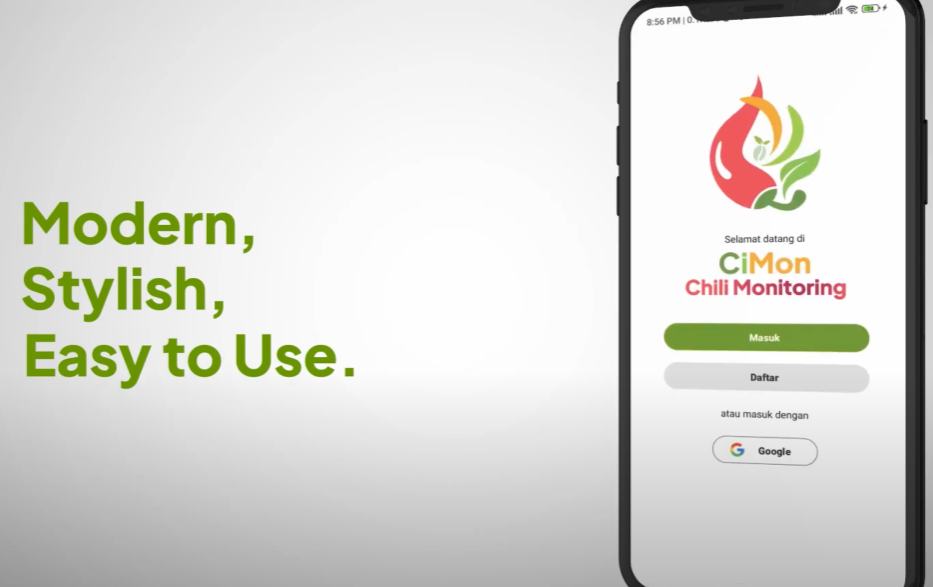 Modern,
Stylish,
Easy to Use.
8:56 PM | 0.
Selamat datang di
CiMon
Chili Monitoring
Masuk
Daftar
atau masuk dengan
Google